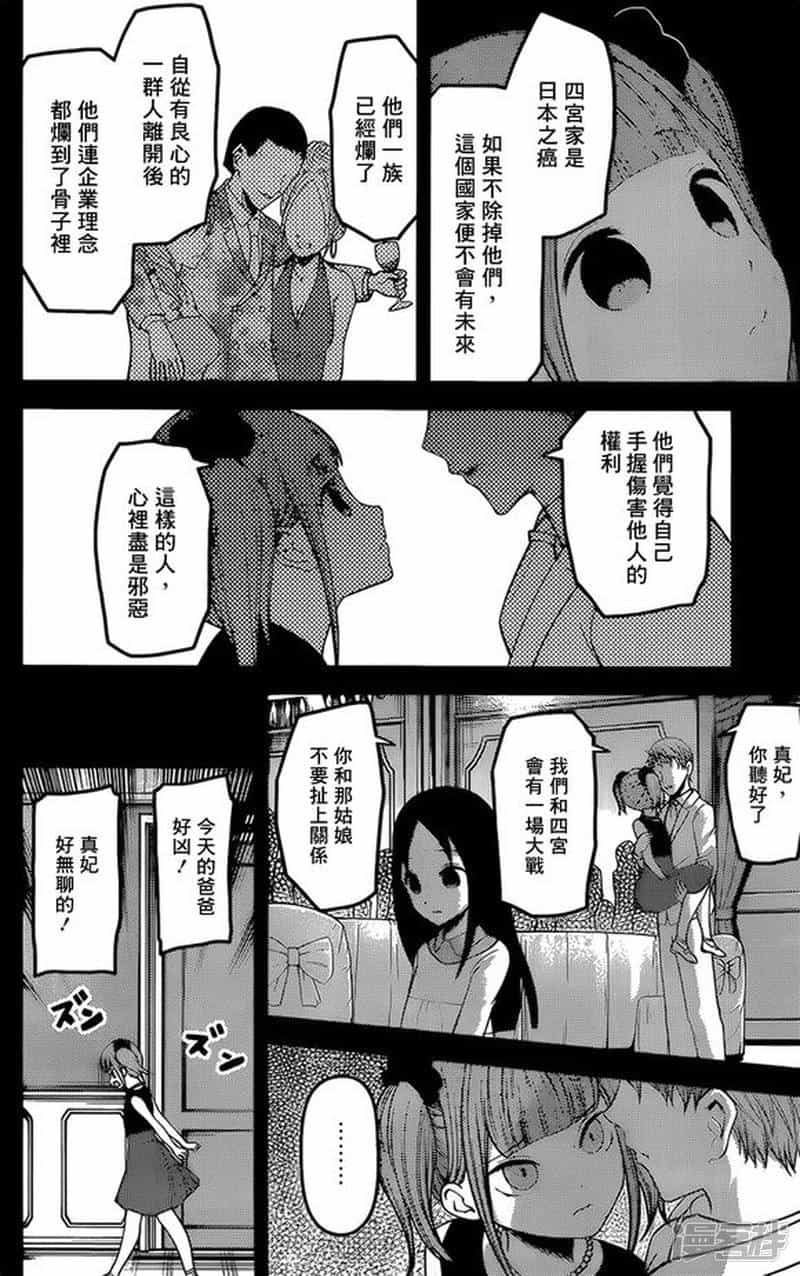 四宮家是
日本之癌
如果不除掉他們，
這個國家便不會有未來
他們一族
已經爛了
自從有良心的
一群人離開後
他們連企業理念
都爛到了骨子裡
他們覺得自己
手握傷害他人的
權利
這樣的人，
心裡盡是邪惡
真妃，
你聽好了
我們和四宮
會有一場大戰
你和那姑娘
不要扯上關係
………
今天的爸爸
好凶！
真妃
好無聊的！
ズン
ズン